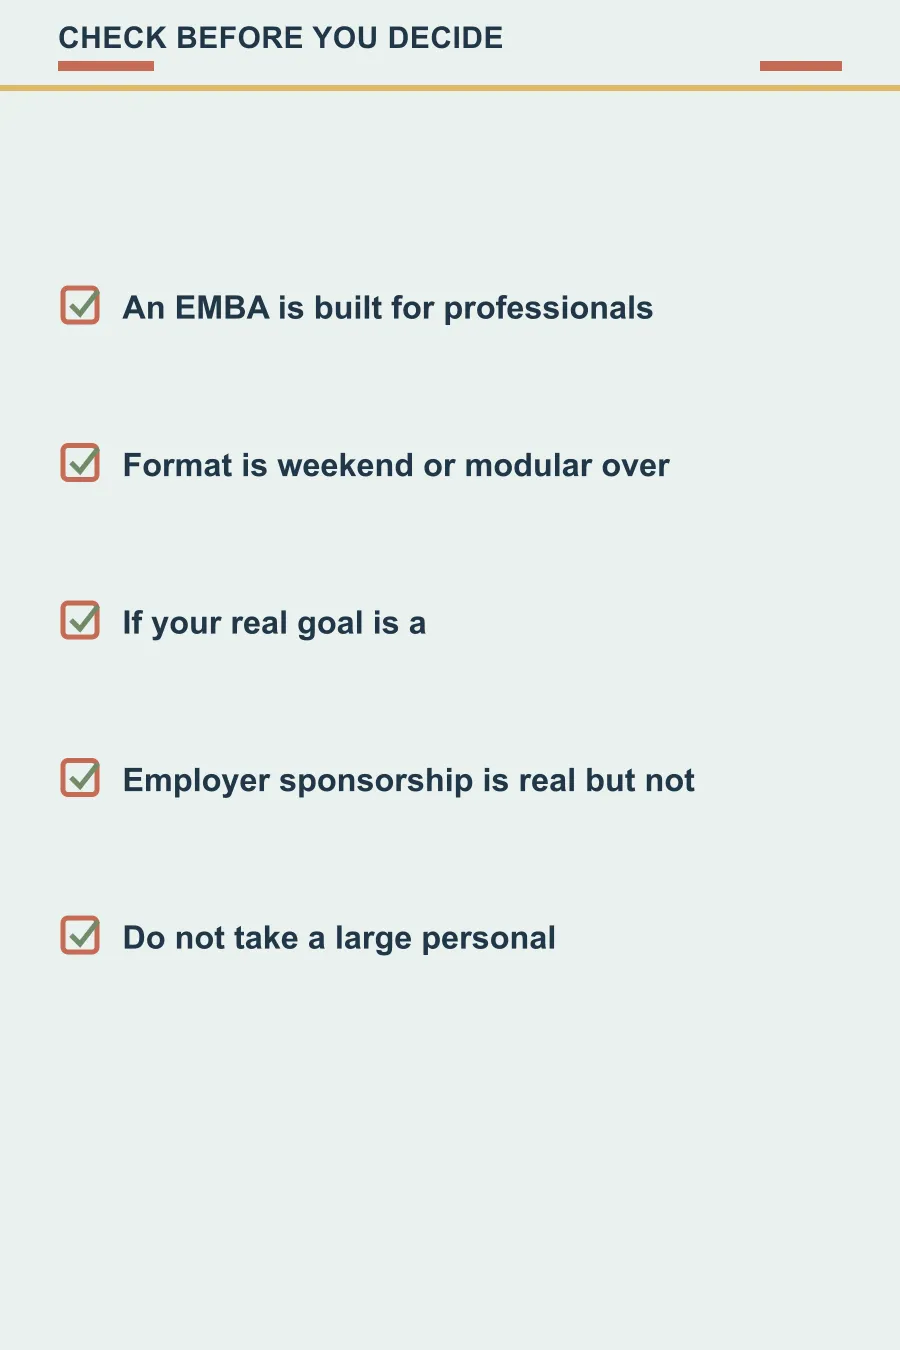 CHECK BEFORE YOU DECIDE
An EMBA is built for professionals
Format is weekend or modular over
If your real goal is a
Employer sponsorship is real but not
Do not take a large personal